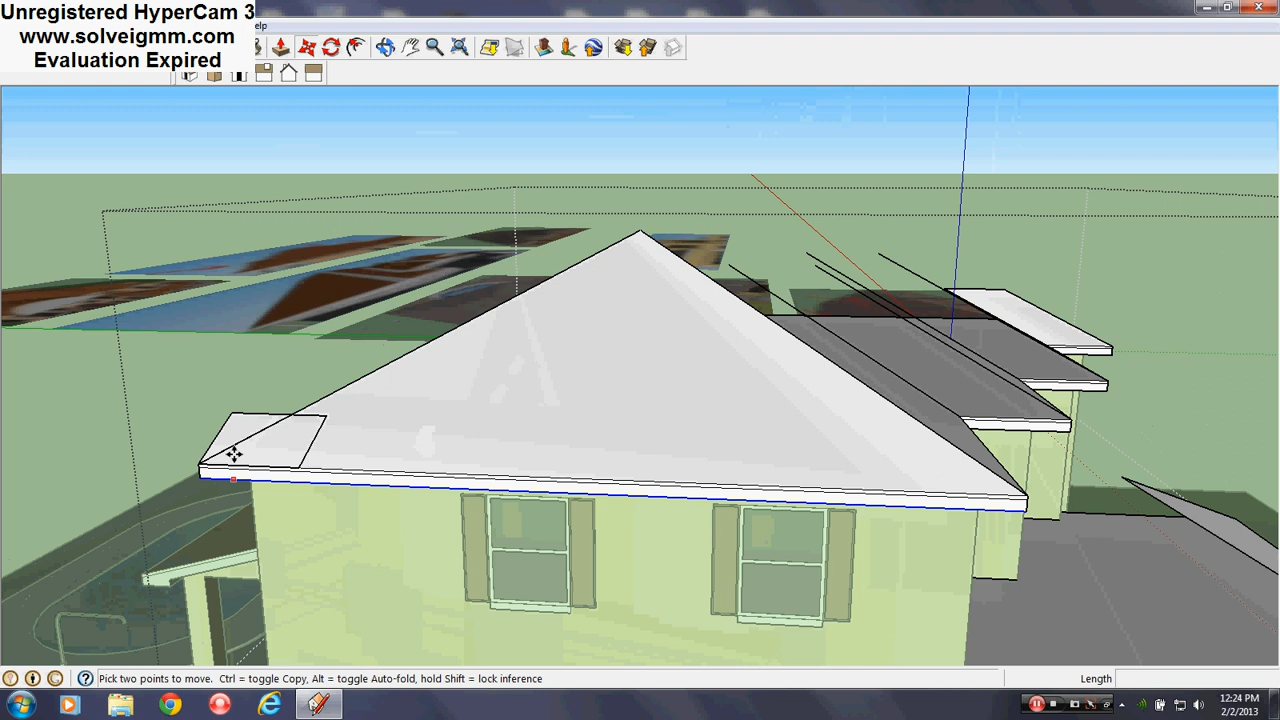 Unregistered HyperCam 3
www.solveigmm.com
Evaluation Expired
elp
Pick two points to move.  Ctrl = toggle Copy, Alt = toggle Auto-fold, hold Shift = lock inference
Length
12:24 PM
2/2/2013